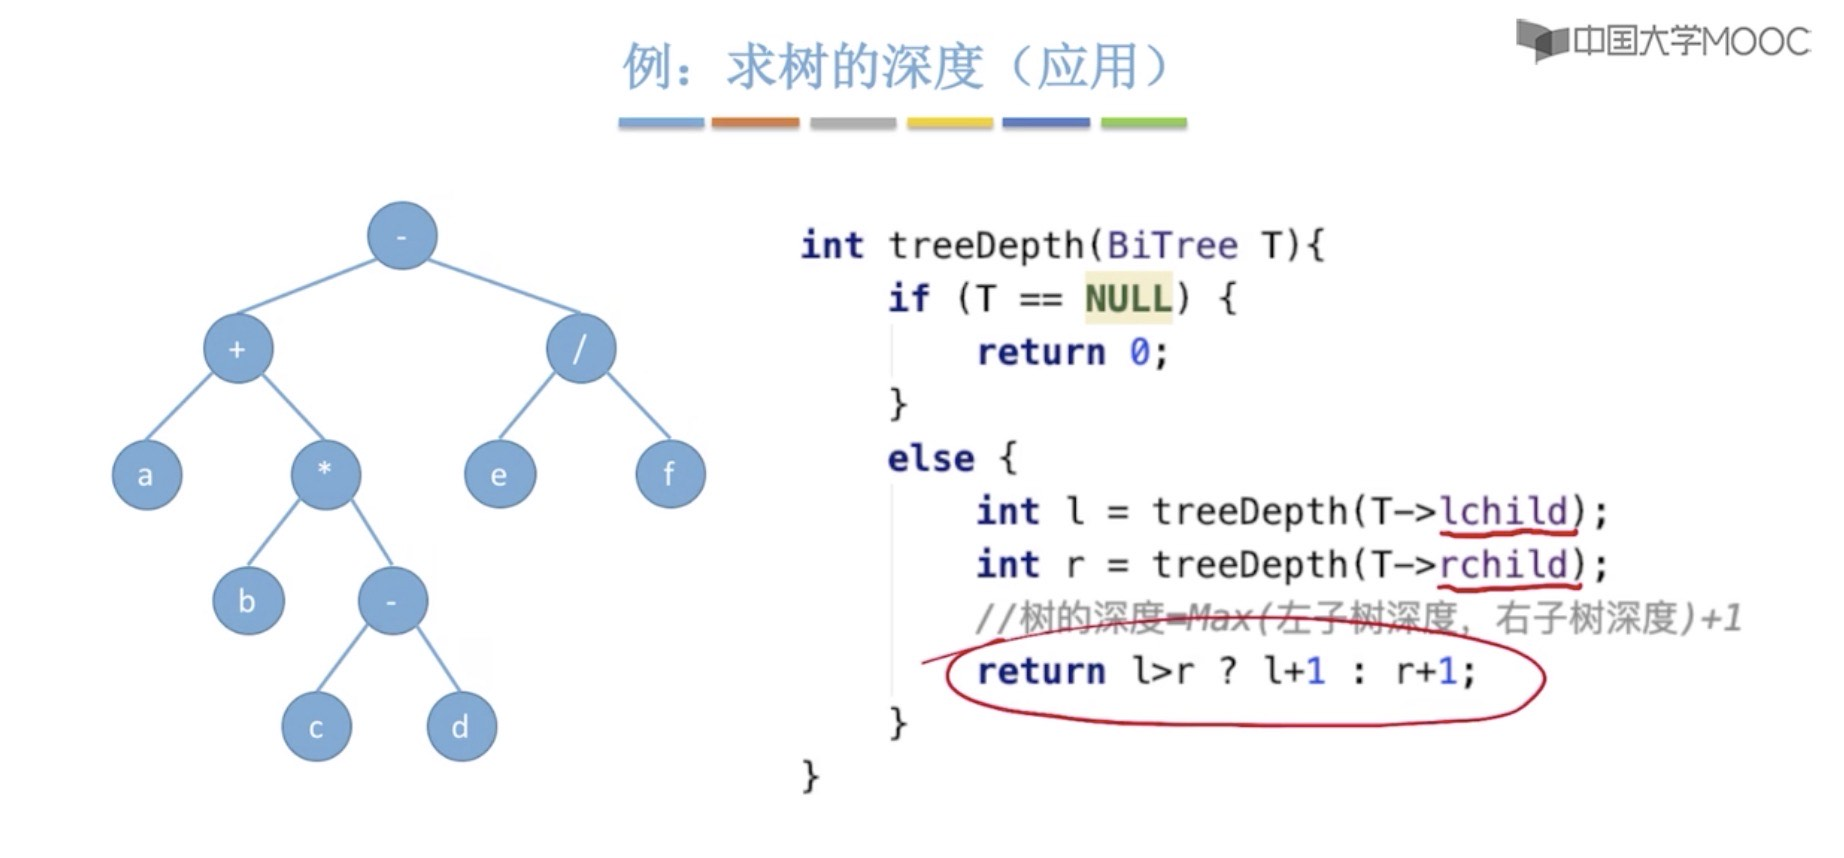 中国大学MOOC
例：求树的深度（应用）
-
+
/
a
*
e
f
b
-
c
d
int treeDepth(BiTree T){
if (T == NULL) {
return 0;
}
else {
int l = treeDepth(T->lchild);
int r = treeDepth(T->rchild);
//树的深度=Max(左子树深度，右子树深度)+1
return l>r ? l+1 : r+1;
}
}